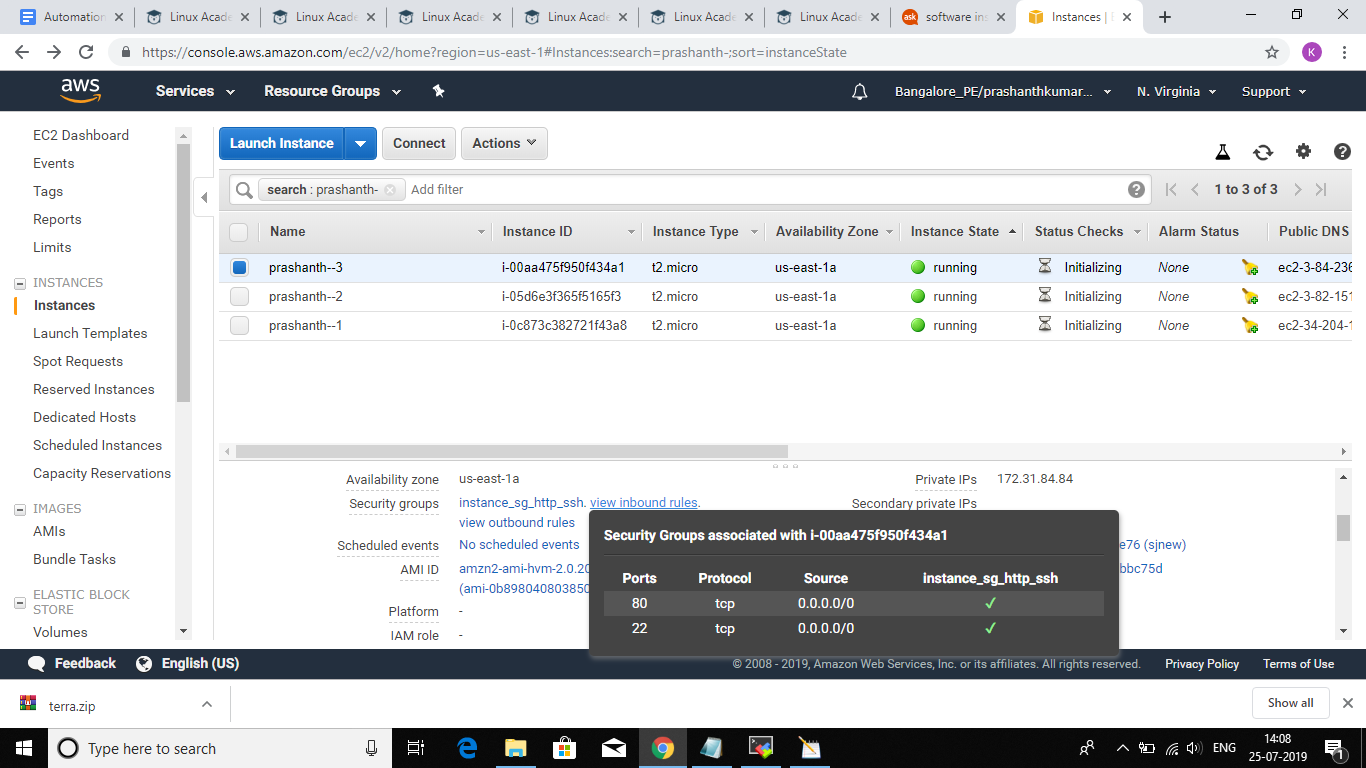 Automation
Linux Acade
Linux Acade
Linux Acade
Linux Acade
Linux Acade
Linux Acade
ask
software ins
Instances | E
https://console.aws.amazon.com/ec2/v2/home?region=us-east-1#Instances:search=prashanth-;sort=instanceState
K
aws
Services
Resource Groups
Bangalore_PE/prashanthkumar...
N. Virginia
Support
EC2 Dashboard
Events
Tags
Reports
Limits
INSTANCES
Instances
Launch Templates
Spot Requests
Reserved Instances
Dedicated Hosts
Scheduled Instances
Capacity Reservations
IMAGES
AMIs
Bundle Tasks
ELASTIC BLOCK
STORE
Volumes
Launch Instance
Connect
Actions
search : prashanth-
Add filter
1 to 3 of 3
Name Instance ID Instance Type Availability Zone Instance State Status Checks Alarm Status Public DNS
prashanth--3 i-00aa475f950f434a1 t2.micro us-east-1a running Initializing None ec2-3-84-236
prashanth--2 i-05d6e3f365f5165f3 t2.micro us-east-1a running Initializing None ec2-3-82-151
prashanth--1 i-0c873c382721f43a8 t2.micro us-east-1a running Initializing None ec2-34-204-1
Availability zone us-east-1a
Security groups instance_sg_http_ssh. view inbound rules.
view outbound rules
Scheduled events No scheduled events
AMI ID amzn2-ami-hvm-2.0.20
(ami-0b898040803850
Platform -
IAM role -
Private IPs 172.31.84.84
Secondary private IPs
e76 (sjnew)
bbc75d
Security Groups associated with i-00aa475f950f434a1
Ports Protocol Source instance_sg_http_ssh
80 tcp 0.0.0.0/0 ✓
22 tcp 0.0.0.0/0 ✓
Feedback
English (US)
© 2008 - 2019, Amazon Web Services, Inc. or its affiliates. All rights reserved.
Privacy Policy
Terms of Use
terra.zip
Show all
Type here to search
ENG
14:08
25-07-2019
1